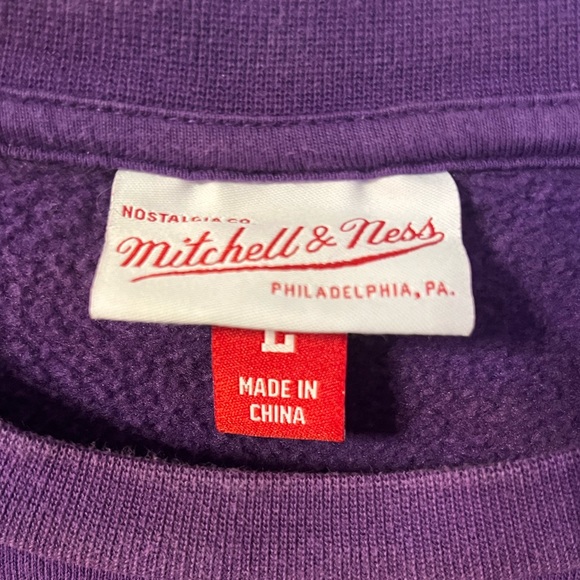 NOSTALGIA CO.
Mitchell & Ness
PHILADELPHIA, PA.
L
MADE IN
CHINA